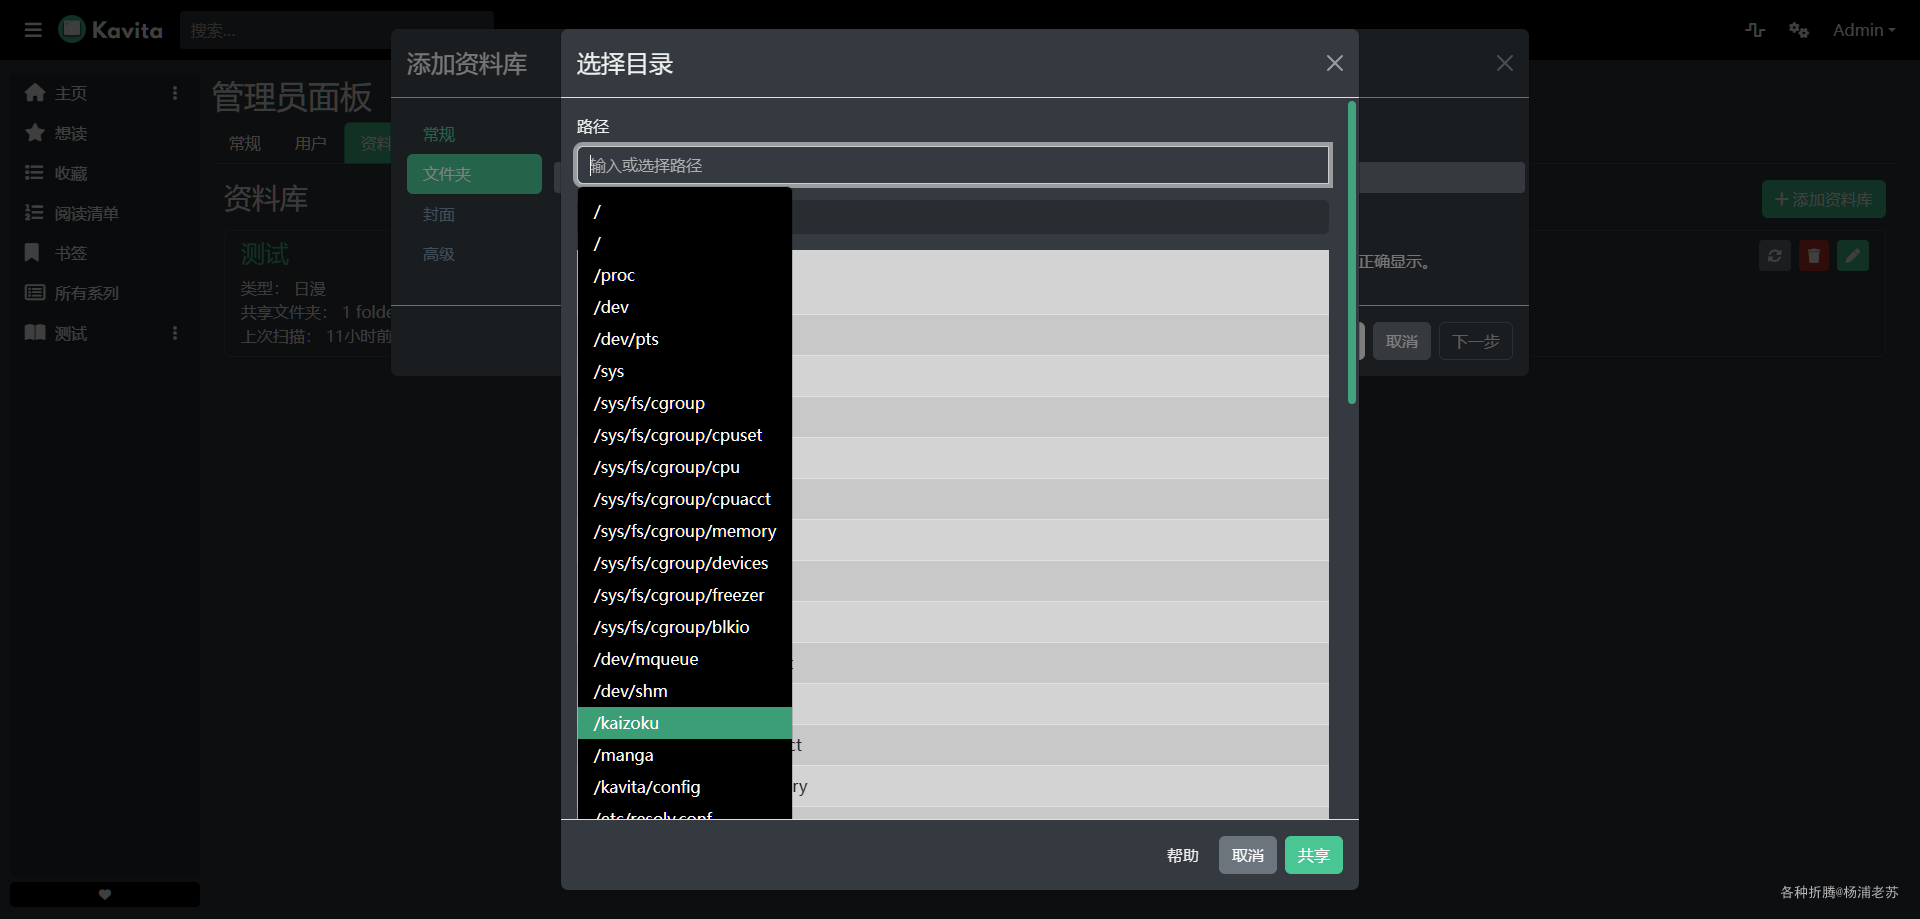 Kavita
搜索...
Admin
主页
想读
收藏
阅读清单
书签
所有系列
测试
管理员面板
常规
用户
资料
资料库
添加资料库
测试
类型： 日漫
共享文件夹： 1 folde
上次扫描： 11小时前
添加资料库
常规
文件夹
封面
高级
正确显示。
取消
下一步
选择目录
路径
输入或选择路径
/
/
/proc
/dev
/dev/pts
/sys
/sys/fs/cgroup
/sys/fs/cgroup/cpuset
/sys/fs/cgroup/cpu
/sys/fs/cgroup/cpuacct
/sys/fs/cgroup/memory
/sys/fs/cgroup/devices
/sys/fs/cgroup/freezer
/sys/fs/cgroup/blkio
/dev/mqueue
/dev/shm
/kaizoku
/manga
/kavita/config
/etc/resolv.conf
ct
ry
帮助
取消
共享
各种折腾@杨浦老苏